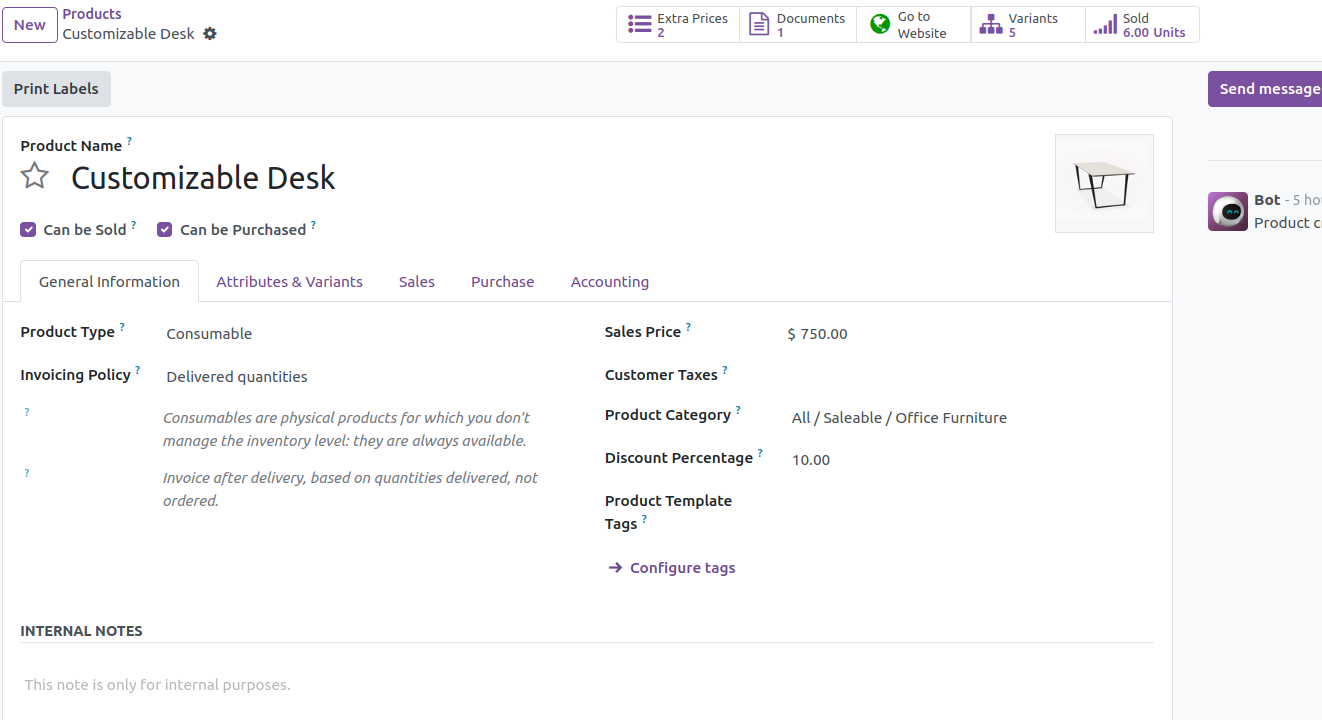 New
Products
Customizable Desk
Extra Prices
2
Documents
1
Go to
Website
Variants
5
Sold
6.00 Units
Print Labels
Send message
Product Name ?
Customizable Desk
Can be Sold ? Can be Purchased ?
Bot - 5 hou
Product cr
General Information Attributes & Variants Sales Purchase Accounting
Product Type ? Consumable
Invoicing Policy ? Delivered quantities
? Consumables are physical products for which you don't
manage the inventory level: they are always available.
? Invoice after delivery, based on quantities delivered, not
ordered.
Sales Price ? $ 750.00
Customer Taxes ?
Product Category ? All / Saleable / Office Furniture
Discount Percentage ? 10.00
Product Template
Tags ?
Configure tags
INTERNAL NOTES
This note is only for internal purposes.